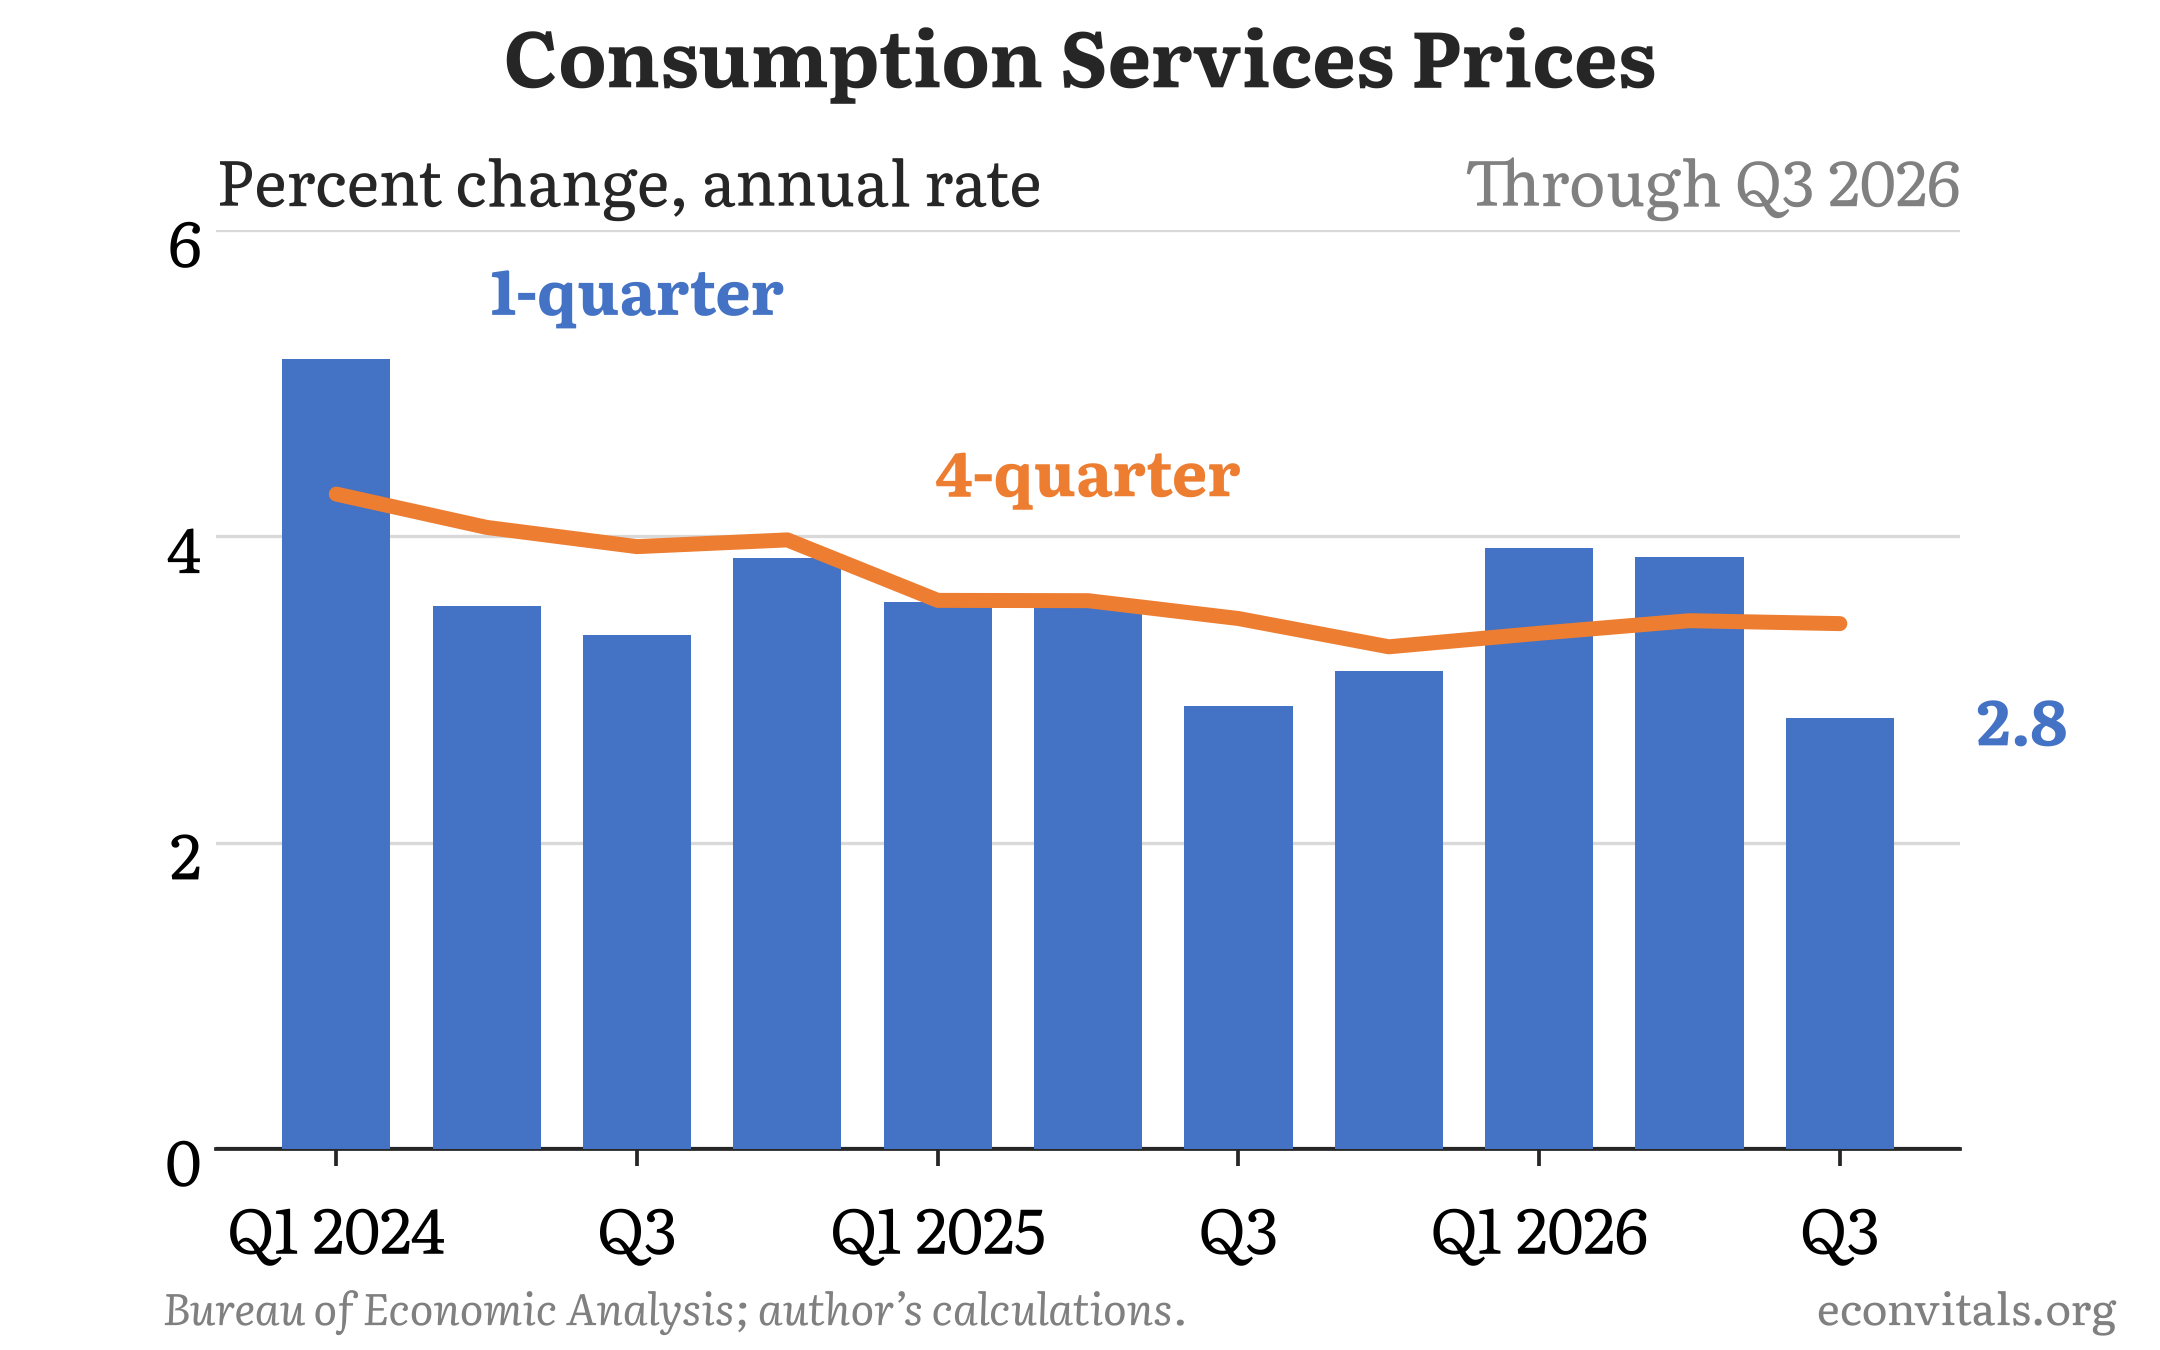 Consumption Services Prices
Percent change, annual rate
Through Q3 2026
6
1-quarter
4-quarter
4
2.8
2
0
Q1 2024
Q3
Q1 2025
Q3
Q1 2026
Q3
Bureau of Economic Analysis; author’s calculations.
econvitals.org